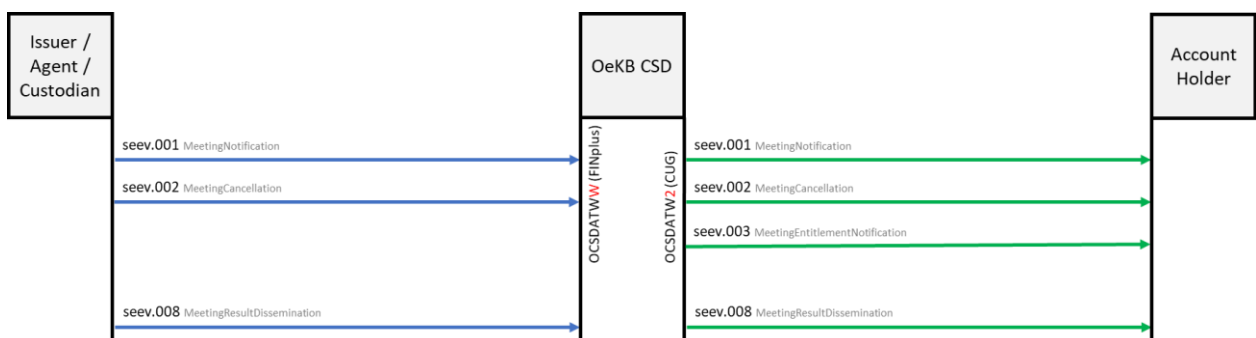 Issuer /
Agent /
Custodian
OeKB CSD
Account
Holder
seev.001 MeetingNotification
seev.002 MeetingCancellation
seev.008 MeetingResultDissemination
OCSDATWW (FINplus)
OCSDATW2 (CUG)
seev.001 MeetingNotification
seev.002 MeetingCancellation
seev.003 MeetingEntitlementNotification
seev.008 MeetingResultDissemination